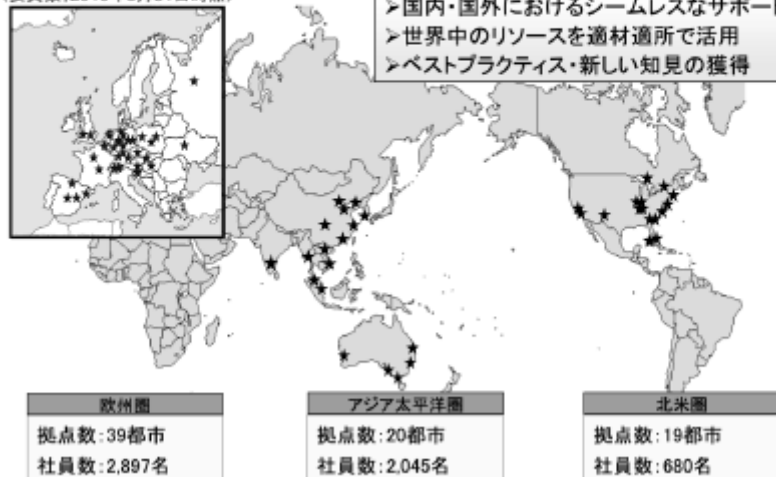 ➢国内・国外におけるシームレスなサポート
➢世界中のリソースを適材適所で活用
➢ベストプラクティス・新しい知見の獲得
欧州圏
拠点数:39都市
社員数:2,897名
アジア太平洋圏
拠点数:20都市
社員数:2,045名
北米圏
拠点数:19都市
社員数:680名